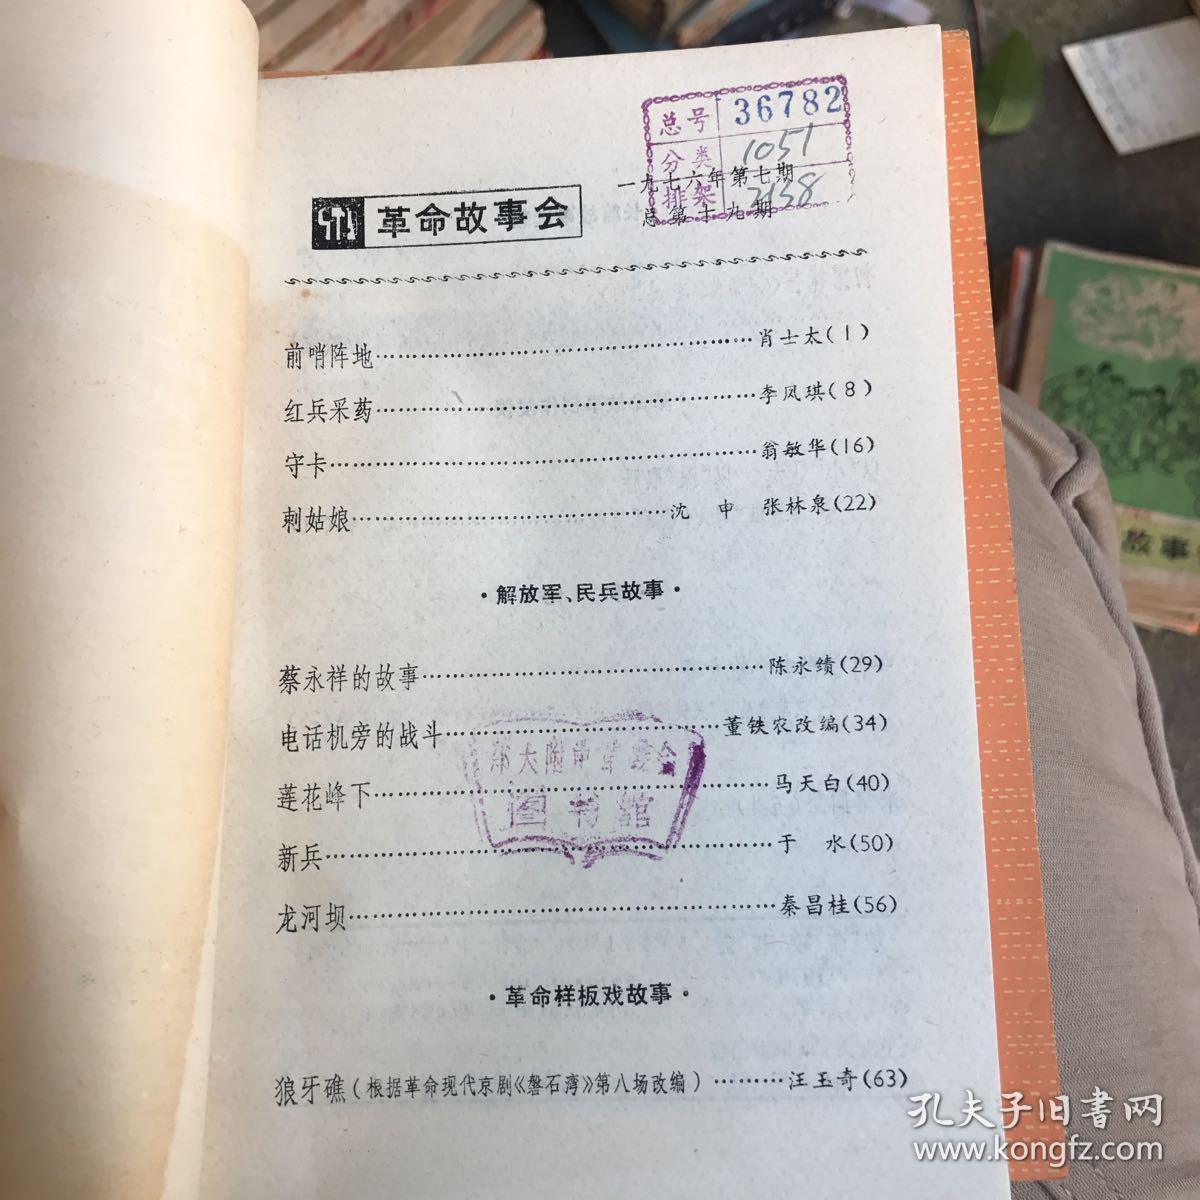 总号 36782
分类 1051
排架 2138
一九七六年第七期
总第十九期
革命故事会
前哨阵地……………………………………肖士太(1)
红兵采药……………………………………李凤琪(8)
守卡…………………………………………翁敏华(16)
刺姑娘……………………………沈 申 张林泉(22)
·解放军、民兵故事·
蔡永祥的故事………………………………陈永绩(29)
电话机旁的战斗…………………………董铁农改编(34)
莲花峰下……………………………………马天白(40)
新兵…………………………………………于 水(50)
龙河坝………………………………………秦昌桂(56)
图书馆
·革命样板戏故事·
狼牙礁(根据革命现代京剧《磐石湾》第八场改编)………汪玉奇(63)
故事
孔夫子旧书网
www.kongfz.com